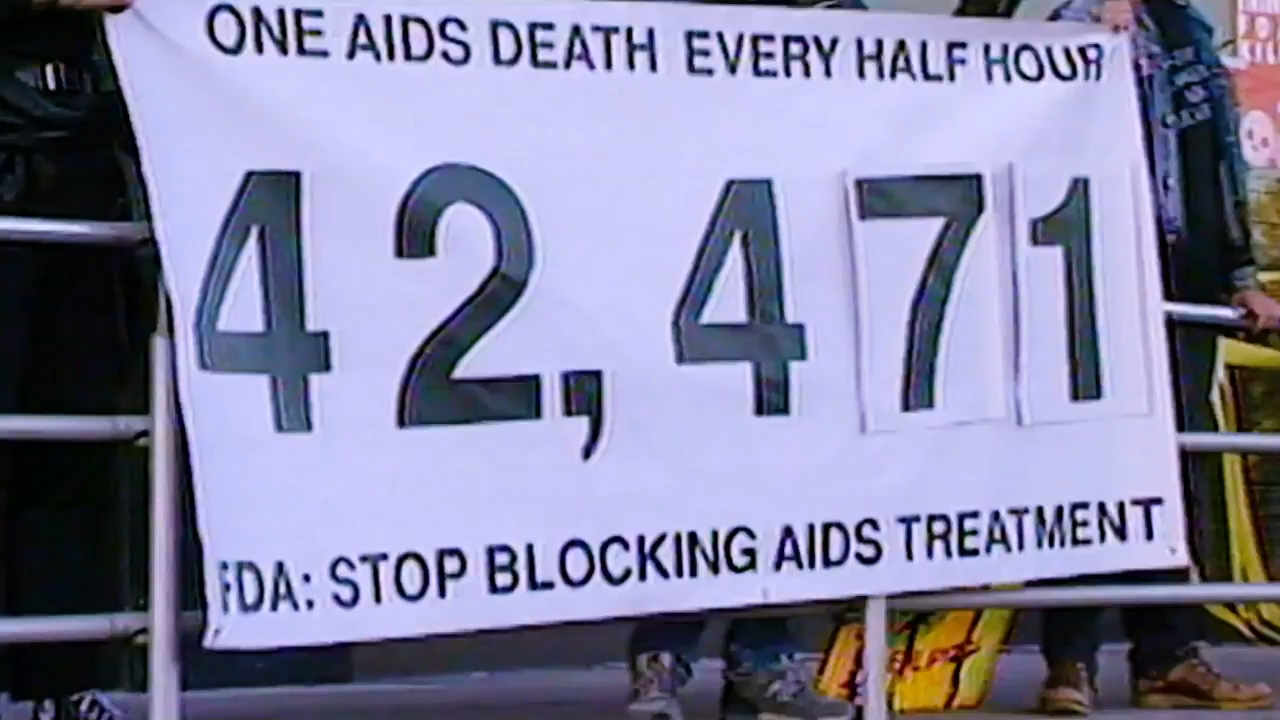 ONE AIDS DEATH EVERY HALF HOUR
42,471
FDA: STOP BLOCKING AIDS TREATMENT